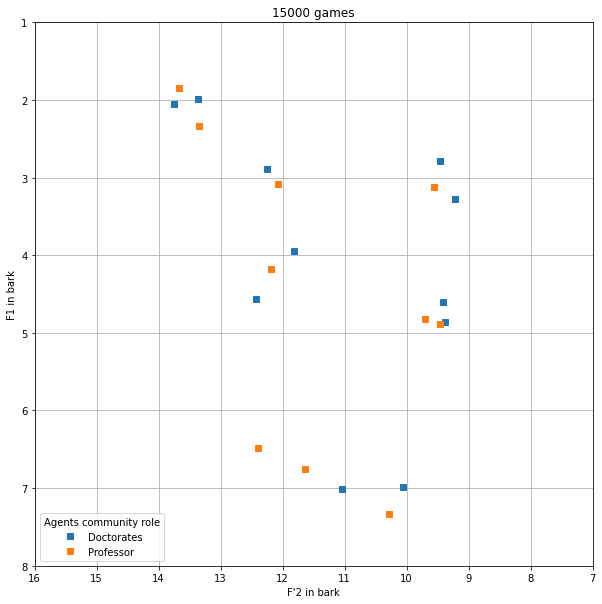 15000 games
1
2
3
4
5
6
7
8
F1 in bark
Agents community role
Doctorates
Professor
16 15 14 13 12 11 10 9 8 7
F'2 in bark